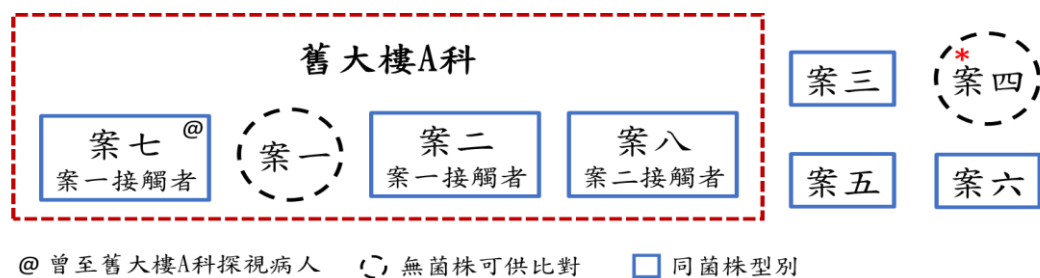 舊大樓A科
案七 @
案一接觸者
案一
案二
案一接觸者
案八
案二接觸者
案三
* 案四
案五
案六
@ 曾至舊大樓A科探視病人
無菌株可供比對
同菌株型別